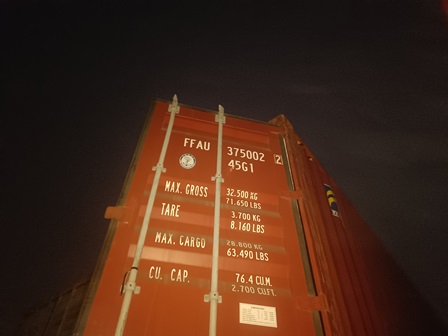 FFAU 375002 2
45G1
MAX. GROSS 32.500 KG
71.650 LBS
TARE 3.700 KG
8.160 LBS
MAX. CARGO 28.800 KG
63.490 LBS
CU. CAP. 76.4 CU.M.
2.700 CU.FT.